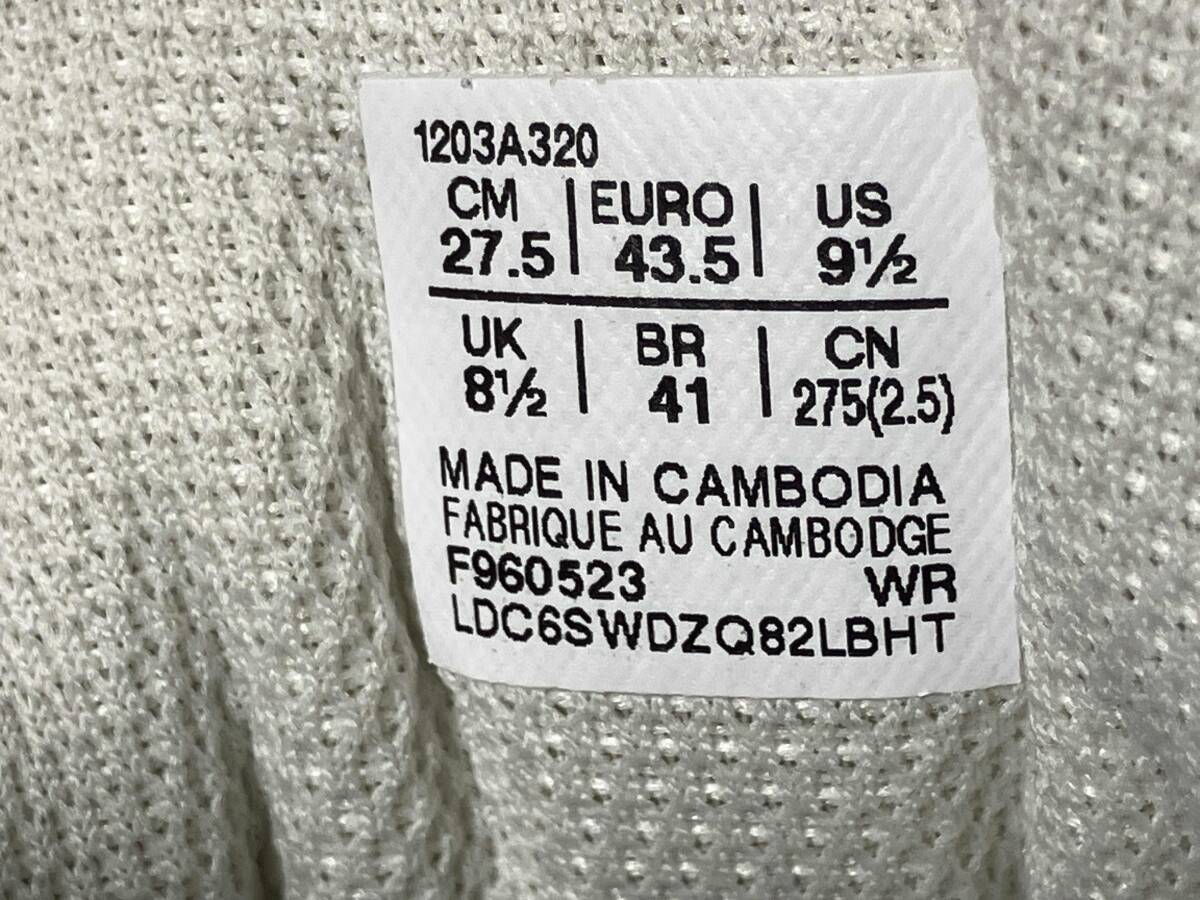 1203A320
CM | EURO | US
27.5 | 43.5 | 9½
UK | BR | CN
8½ | 41 | 275(2.5)
MADE IN CAMBODIA
FABRIQUE AU CAMBODGE
F960523 WR
LDC6SWDZQ82LBHT